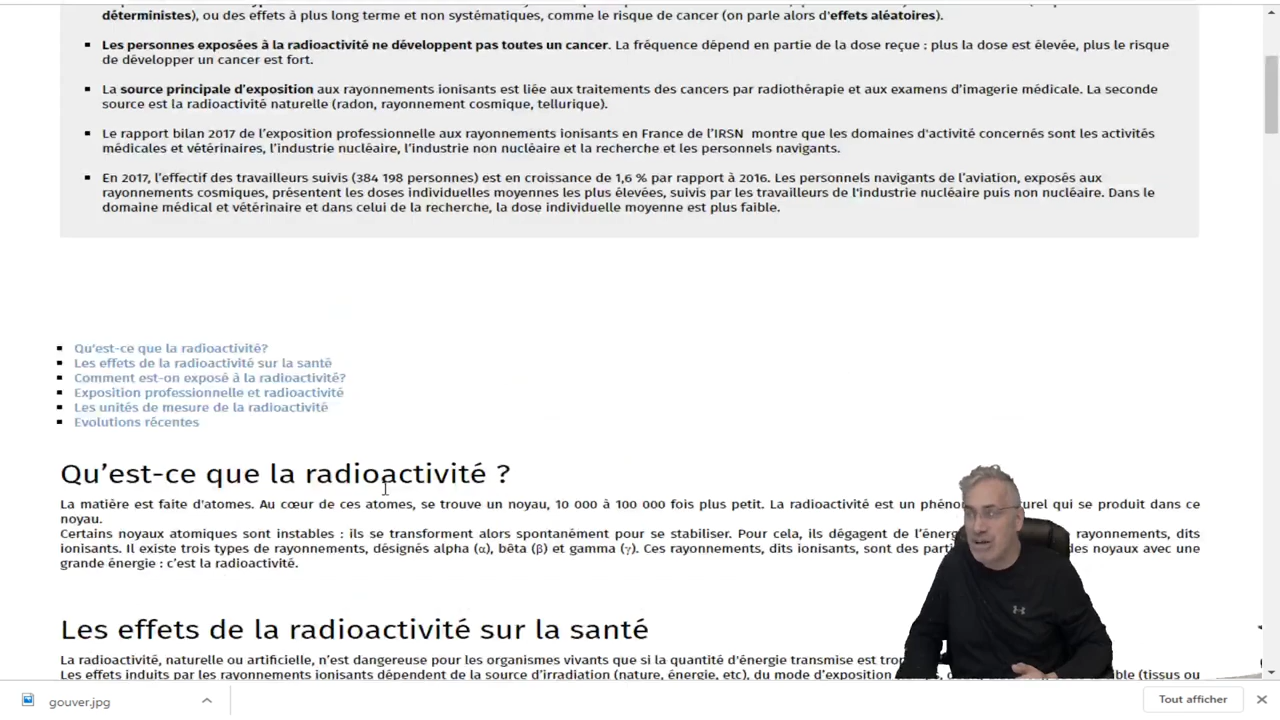 déterministes), ou des effets à plus long terme et non systématiques, comme le risque de cancer (on parle alors d'effets aléatoires).
Les personnes exposées à la radioactivité ne développent pas toutes un cancer. La fréquence dépend en partie de la dose reçue : plus la dose est élevée, plus le risque
de développer un cancer est fort.
La source principale d'exposition aux rayonnements ionisants est liée aux traitements des cancers par radiothérapie et aux examens d'imagerie médicale. La seconde
source est la radioactivité naturelle (radon, rayonnement cosmique, tellurique).
Le rapport bilan 2017 de l'exposition professionnelle aux rayonnements ionisants en France de l'IRSN montre que les domaines d'activité concernés sont les activités
médicales et vétérinaires, l'industrie nucléaire, l'industrie non nucléaire et la recherche et les personnels navigants.
En 2017, l'effectif des travailleurs suivis (384 198 personnes) est en croissance de 1,6 % par rapport à 2016. Les personnels navigants de l'aviation, exposés aux
rayonnements cosmiques, présentent les doses individuelles moyennes les plus élevées, suivis par les travailleurs de l'industrie nucléaire puis non nucléaire. Dans le
domaine médical et vétérinaire et dans celui de la recherche, la dose individuelle moyenne est plus faible.
Qu'est-ce que la radioactivité?
Les effets de la radioactivité sur la santé
Comment est-on exposé à la radioactivité?
Exposition professionnelle et radioactivité
Les unités de mesure de la radioactivité
Evolutions récentes
Qu'est-ce que la radioactivité ?
La matière est faite d'atomes. Au cœur de ces atomes, se trouve un noyau, 10 000 à 100 000 fois plus petit. La radioactivité est un qui se produit dans ce
noyau.
Certains noyaux atomiques sont instables : ils se transforment alors spontanément pour se stabiliser. Pour cela, ils dégagent de rayonnements, dits
ionisants. Il existe trois types de rayonnements, désignés alpha (α), bêta (β) et gamma (γ). Ces rayonnements, dits ionisants, sont des des noyaux avec une
grande énergie : c'est la radioactivité.
Les effets de la radioactivité sur la santé
La radioactivité, naturelle ou artificielle, n'est dangereuse pour les organismes vivants que si la quantité d'énergie transmise est
Les effets induits par les rayonnements ionisants dépendent de la source d'irradiation (nature, énergie, etc), du mode d'exposition (tissus ou
gouver.jpg
Tout afficher